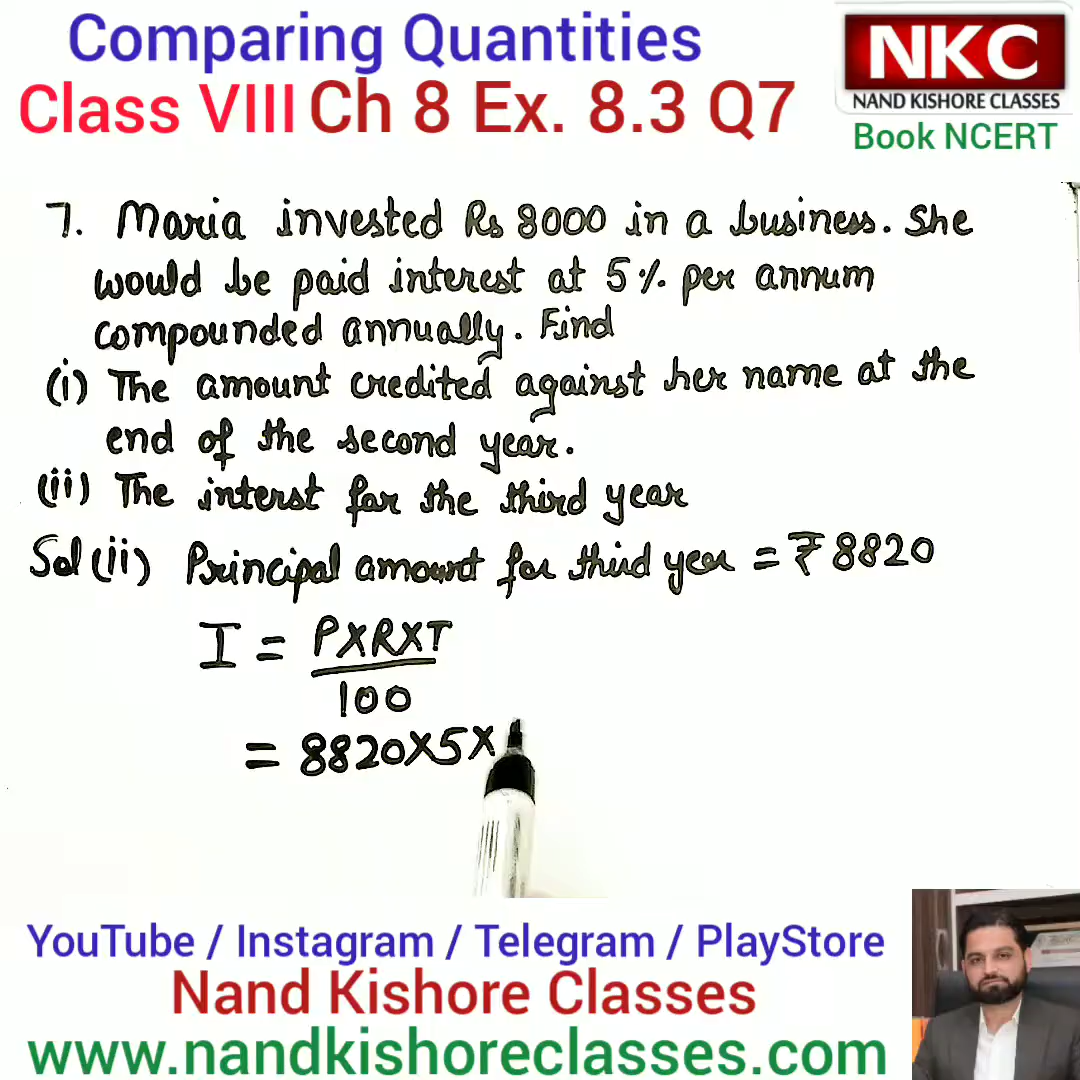 Comparing Quantities
Class VIII Ch 8 Ex. 8.3 Q7
NKC
NAND KISHORE CLASSES
Book NCERT
7. Maria invested Rs 8000 in a business. She
would be paid interest at 5 % per annum
compounded annually. Find
(i) The amount credited against her name at the
end of the second year.
(ii) The interst for the third year
Sol (ii) Principal amount for third year = ₹ 8820
I = PXRXT
100
= 8820X5X
YouTube / Instagram / Telegram / PlayStore
Nand Kishore Classes
www.nandkishoreclasses.com